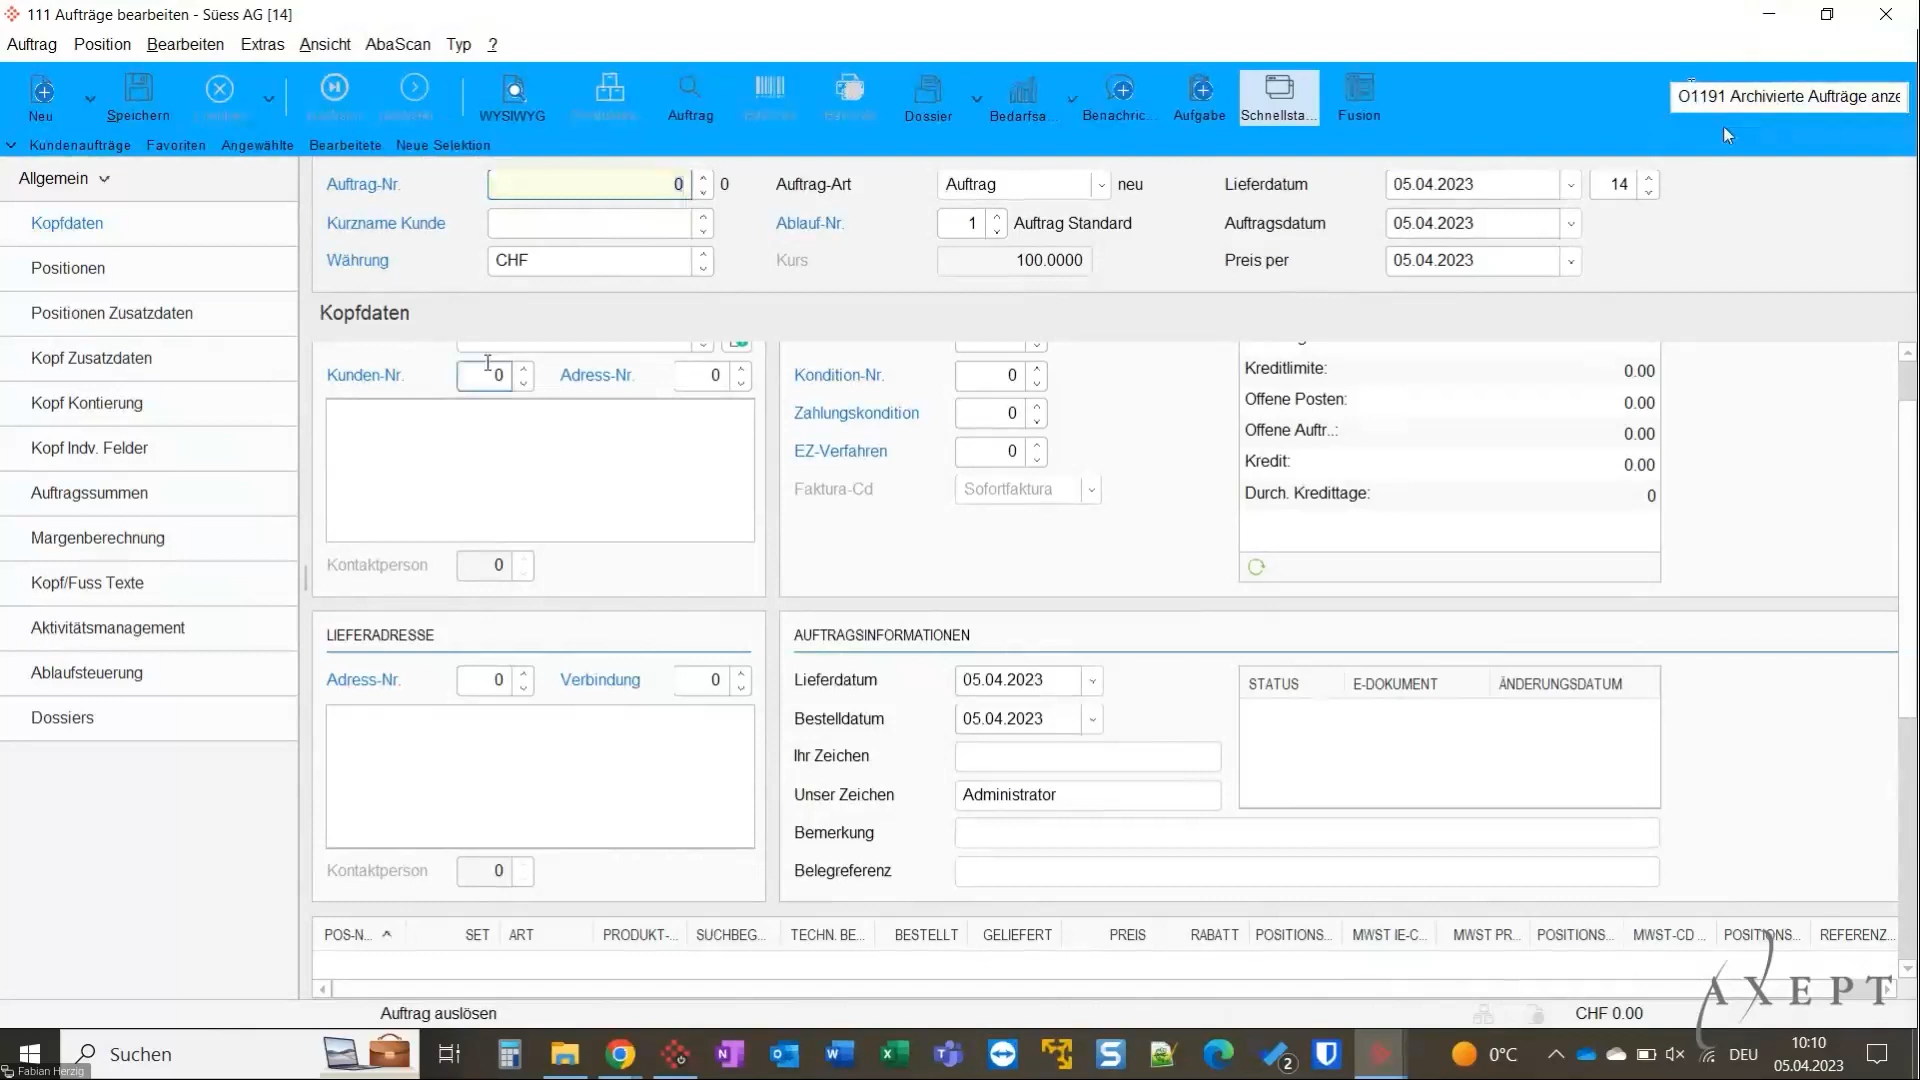 111 Aufträge bearbeiten - Süess AG [14]
Auftrag Position Bearbeiten Extras Ansicht AbaScan Typ ?
Neu Speichern WYSIWYG Auftrag Dossier Bedarfsa... Benachric... Aufgabe Schnellsta... Fusion O1191 Archivierte Aufträge anze
Kundenaufträge Favoriten Angewählte Bearbeitete Neue Selektion
Allgemein
Kopfdaten
Positionen
Positionen Zusatzdaten
Kopf Zusatzdaten
Kopf Kontierung
Kopf Indv. Felder
Auftragssummen
Margenberechnung
Kopf/Fuss Texte
Aktivitätsmanagement
Ablaufsteuerung
Dossiers
Auftrag-Nr. 0 0 Auftrag-Art Auftrag neu Lieferdatum 05.04.2023 14
Kurzname Kunde Ablauf-Nr. 1 Auftrag Standard Auftragsdatum 05.04.2023
Währung CHF Kurs 100.0000 Preis per 05.04.2023
Kopfdaten
Kunden-Nr. 0 Adress-Nr. 0
Kontaktperson 0
Kondition-Nr. 0
Zahlungskondition 0
EZ-Verfahren 0
Faktura-Cd Sofortfaktura
Kreditlimite: 0.00
Offene Posten: 0.00
Offene Auftr..: 0.00
Kredit: 0.00
Durch. Kredittage: 0
LIEFERADRESSE
Adress-Nr. 0 Verbindung 0
Kontaktperson 0
AUFTRAGSINFORMATIONEN
Lieferdatum 05.04.2023
Bestelldatum 05.04.2023
Ihr Zeichen
Unser Zeichen Administrator
Bemerkung
Belegreferenz
STATUS E-DOKUMENT ÄNDERUNGSDATUM
POS-N... SET ART PRODUKT-... SUCHBEG... TECHN. BE... BESTELLT GELIEFERT PREIS RABATT POSITIONS... MWST IE-C... MWST PR... POSITIONS... MWST-CD ... POSITIONS... REFERENZ...
AXEPT
Auftrag auslösen CHF 0.00
Suchen 2 0°C DEU 10:10
05.04.2023
Fabian Herzig